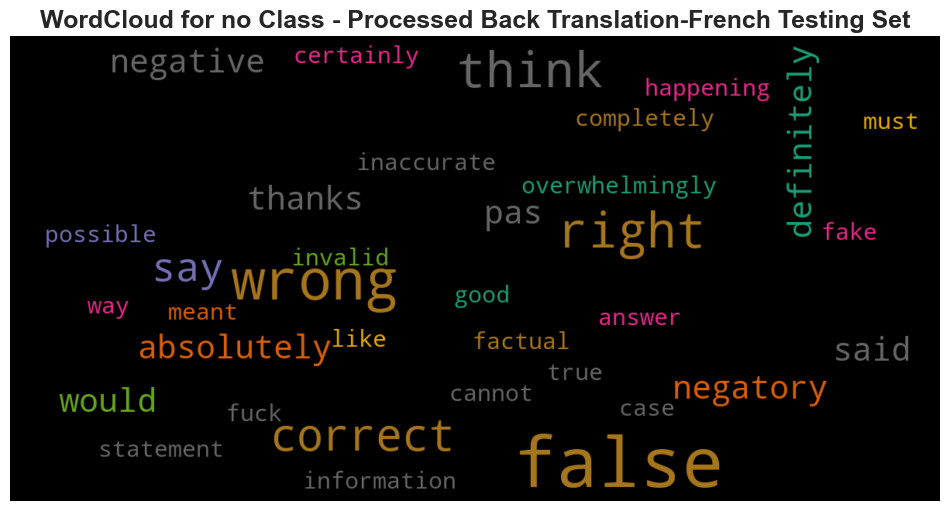 WordCloud for no Class - Processed Back Translation-French Testing Set
negative
certainly
think
happening
definitely
completely
must
inaccurate
overwhelmingly
thanks
pas
right
possible
fake
say
invalid
wrong
good
way
meant
answer
absolutely
like
factual
said
true
negatory
would
cannot
case
fuck
correct
statement
false
information